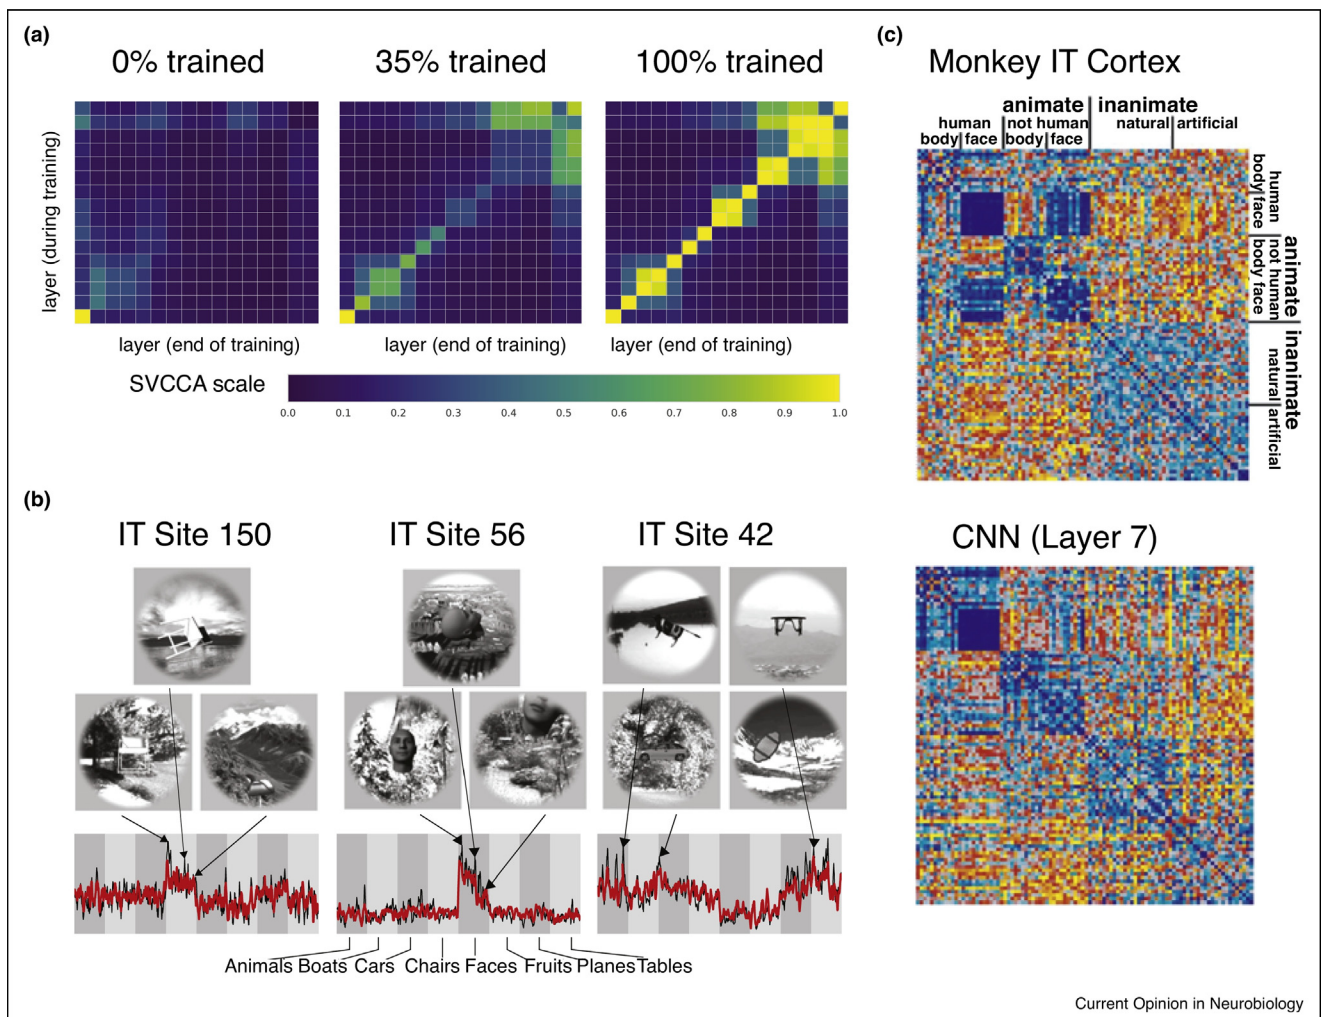 (a)
0% trained
35% trained
100% trained
layer (during training)
layer (end of training)
layer (end of training)
layer (end of training)
SVCCA scale
0.0 0.1 0.2 0.3 0.4 0.5 0.6 0.7 0.8 0.9 1.0
(b)
IT Site 150
IT Site 56
IT Site 42
Animals Boats Cars Chairs Faces Fruits Planes Tables
(c)
Monkey IT Cortex
animate inanimate
human not human natural artificial
body face body face
human
body face
animate
not human
body face
inanimate
natural artificial
CNN (Layer 7)
Current Opinion in Neurobiology